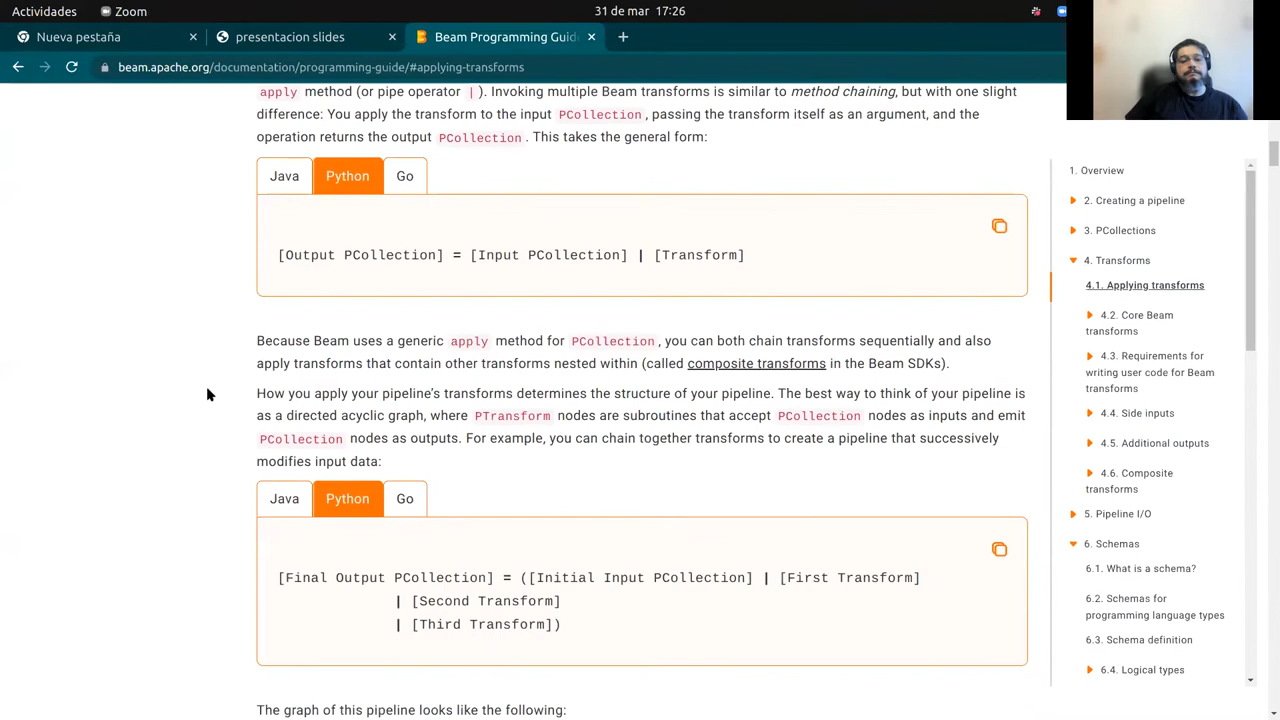 Actividades
Zoom
31 de mar 17:26
Nueva pestaña
presentacion slides
Beam Programming Guid
beam.apache.org/documentation/programming-guide/#applying-transforms
apply method (or pipe operator | ). Invoking multiple Beam transforms is similar to method chaining, but with one slight
difference: You apply the transform to the input PCollection, passing the transform itself as an argument, and the
operation returns the output PCollection. This takes the general form:
Java Python Go
[Output PCollection] = [Input PCollection] | [Transform]
Because Beam uses a generic apply method for PCollection, you can both chain transforms sequentially and also
apply transforms that contain other transforms nested within (called composite transforms in the Beam SDKs).
How you apply your pipeline's transforms determines the structure of your pipeline. The best way to think of your pipeline is
as a directed acyclic graph, where PTransform nodes are subroutines that accept PCollection nodes as inputs and emit
PCollection nodes as outputs. For example, you can chain together transforms to create a pipeline that successively
modifies input data:
Java Python Go
[Final Output PCollection] = ([Initial Input PCollection] | [First Transform]
| [Second Transform]
| [Third Transform])
The graph of this pipeline looks like the following:
1. Overview
2. Creating a pipeline
3. PCollections
4. Transforms
4.1. Applying transforms
4.2. Core Beam
transforms
4.3. Requirements for
writing user code for Beam
transforms
4.4. Side inputs
4.5. Additional outputs
4.6. Composite
transforms
5. Pipeline I/O
6. Schemas
6.1. What is a schema?
6.2. Schemas for
programming language types
6.3. Schema definition
6.4. Logical types